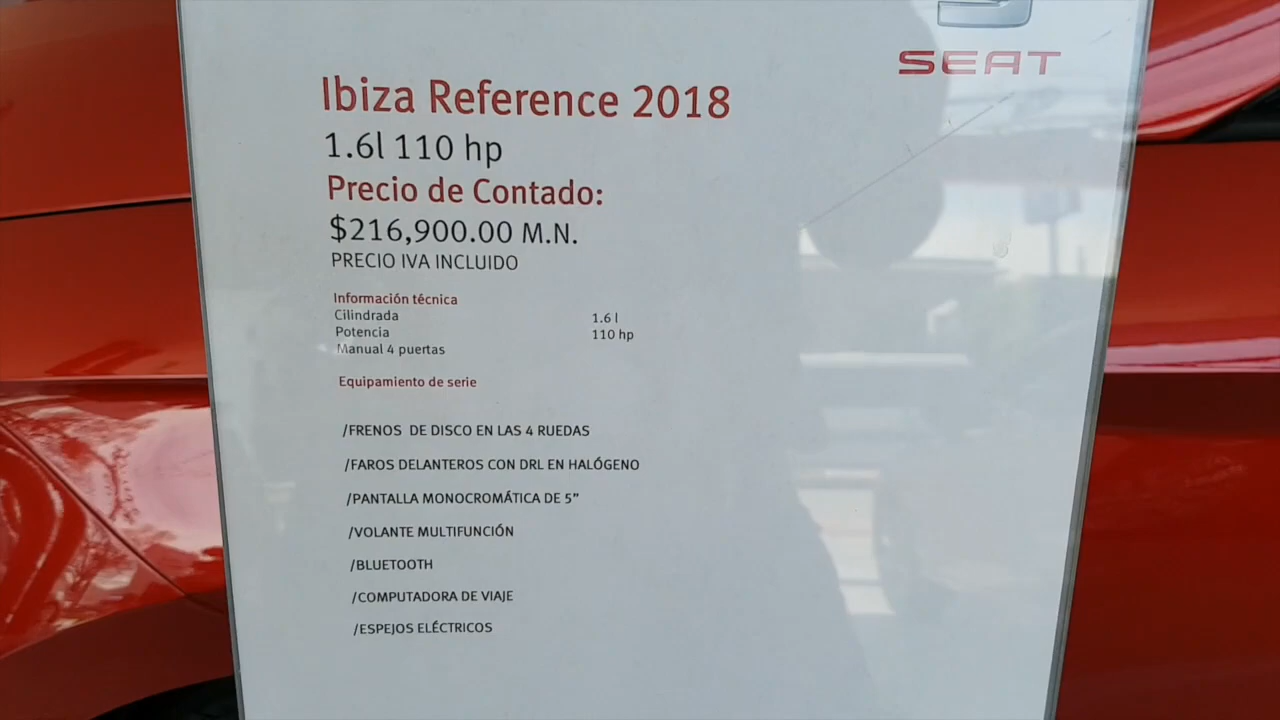 SEAT
Ibiza Reference 2018
1.6l 110 hp
Precio de Contado:
$216,900.00 M.N.
PRECIO IVA INCLUIDO
Información técnica
Cilindrada 1.6 l
Potencia 110 hp
Manual 4 puertas
Equipamiento de serie
/FRENOS DE DISCO EN LAS 4 RUEDAS
/FAROS DELANTEROS CON DRL EN HALÓGENO
/PANTALLA MONOCROMÁTICA DE 5”
/VOLANTE MULTIFUNCIÓN
/BLUETOOTH
/COMPUTADORA DE VIAJE
/ESPEJOS ELÉCTRICOS